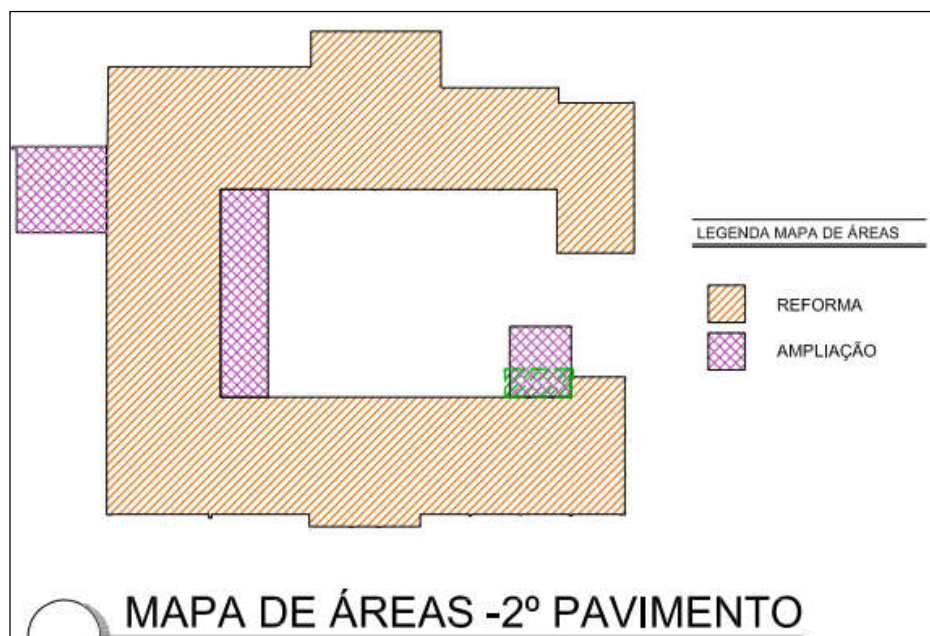 LEGENDA MAPA DE ÁREAS
REFORMA
AMPLIAÇÃO
MAPA DE ÁREAS -2º PAVIMENTO